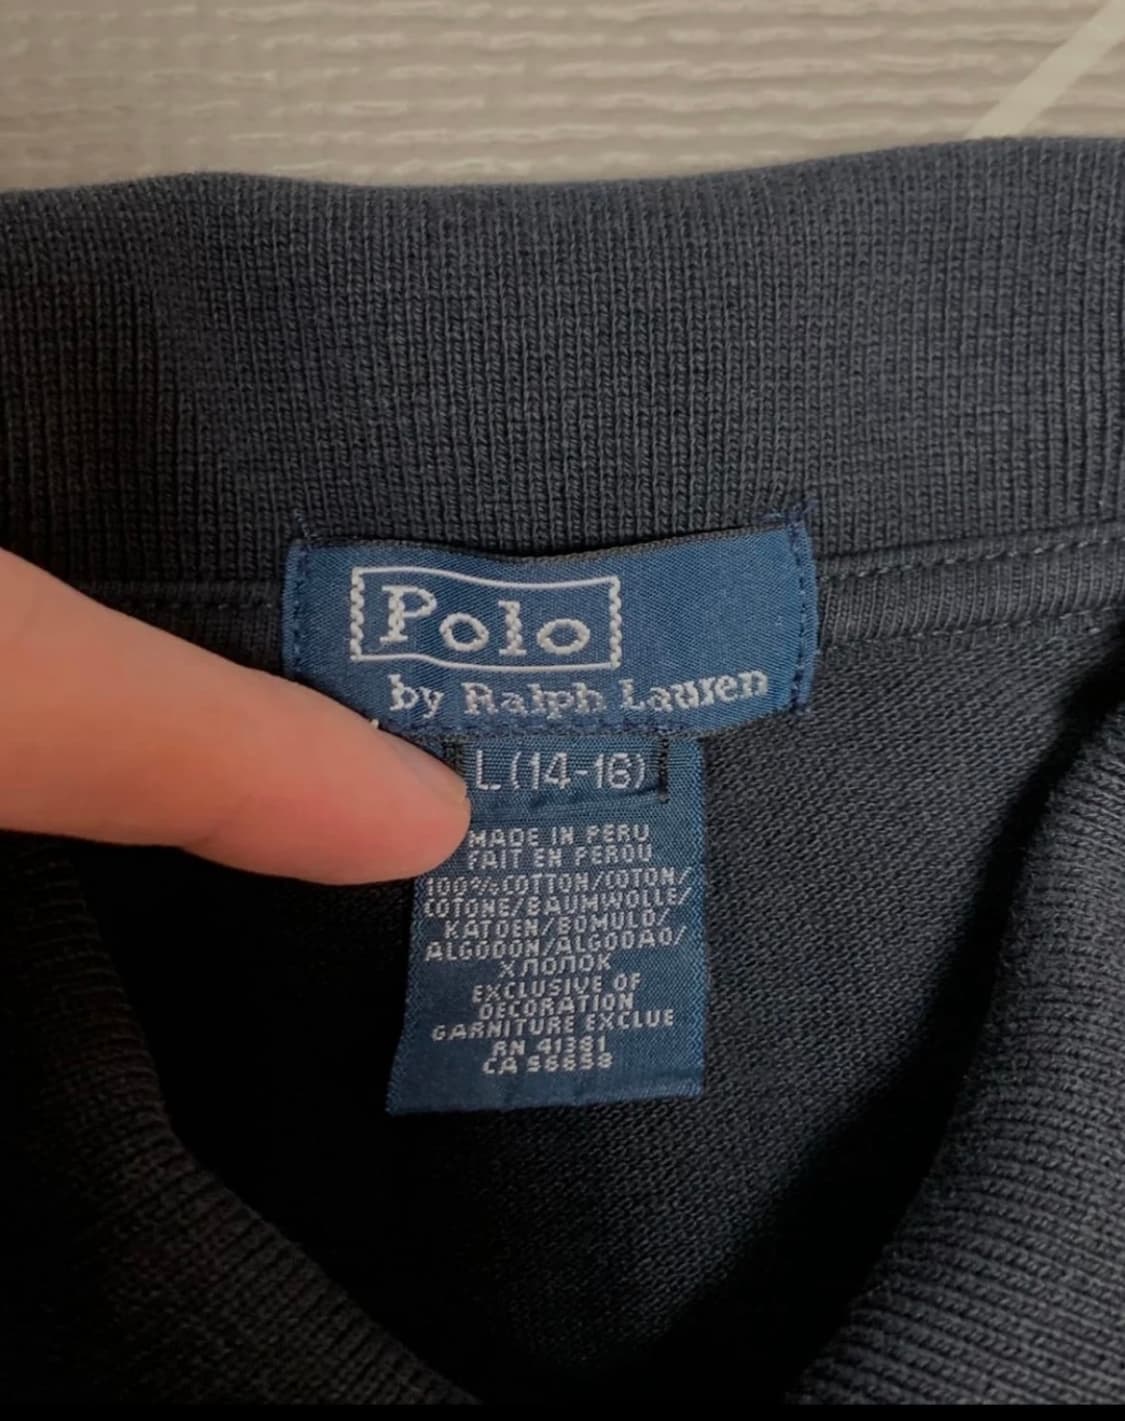 Polo
by Ralph Lauren
L (14-16)
MADE IN PERU
FAIT EN PEROU
100% COTTON/COTON/
COTONE/BAUMWOLLE/
KATOEN/BOMULD/
ALGODON/ALGODAO/
ХЛОПОК
EXCLUSIVE OF
DECORATION
GARNITURE EXCLUE
RN 41381
CA